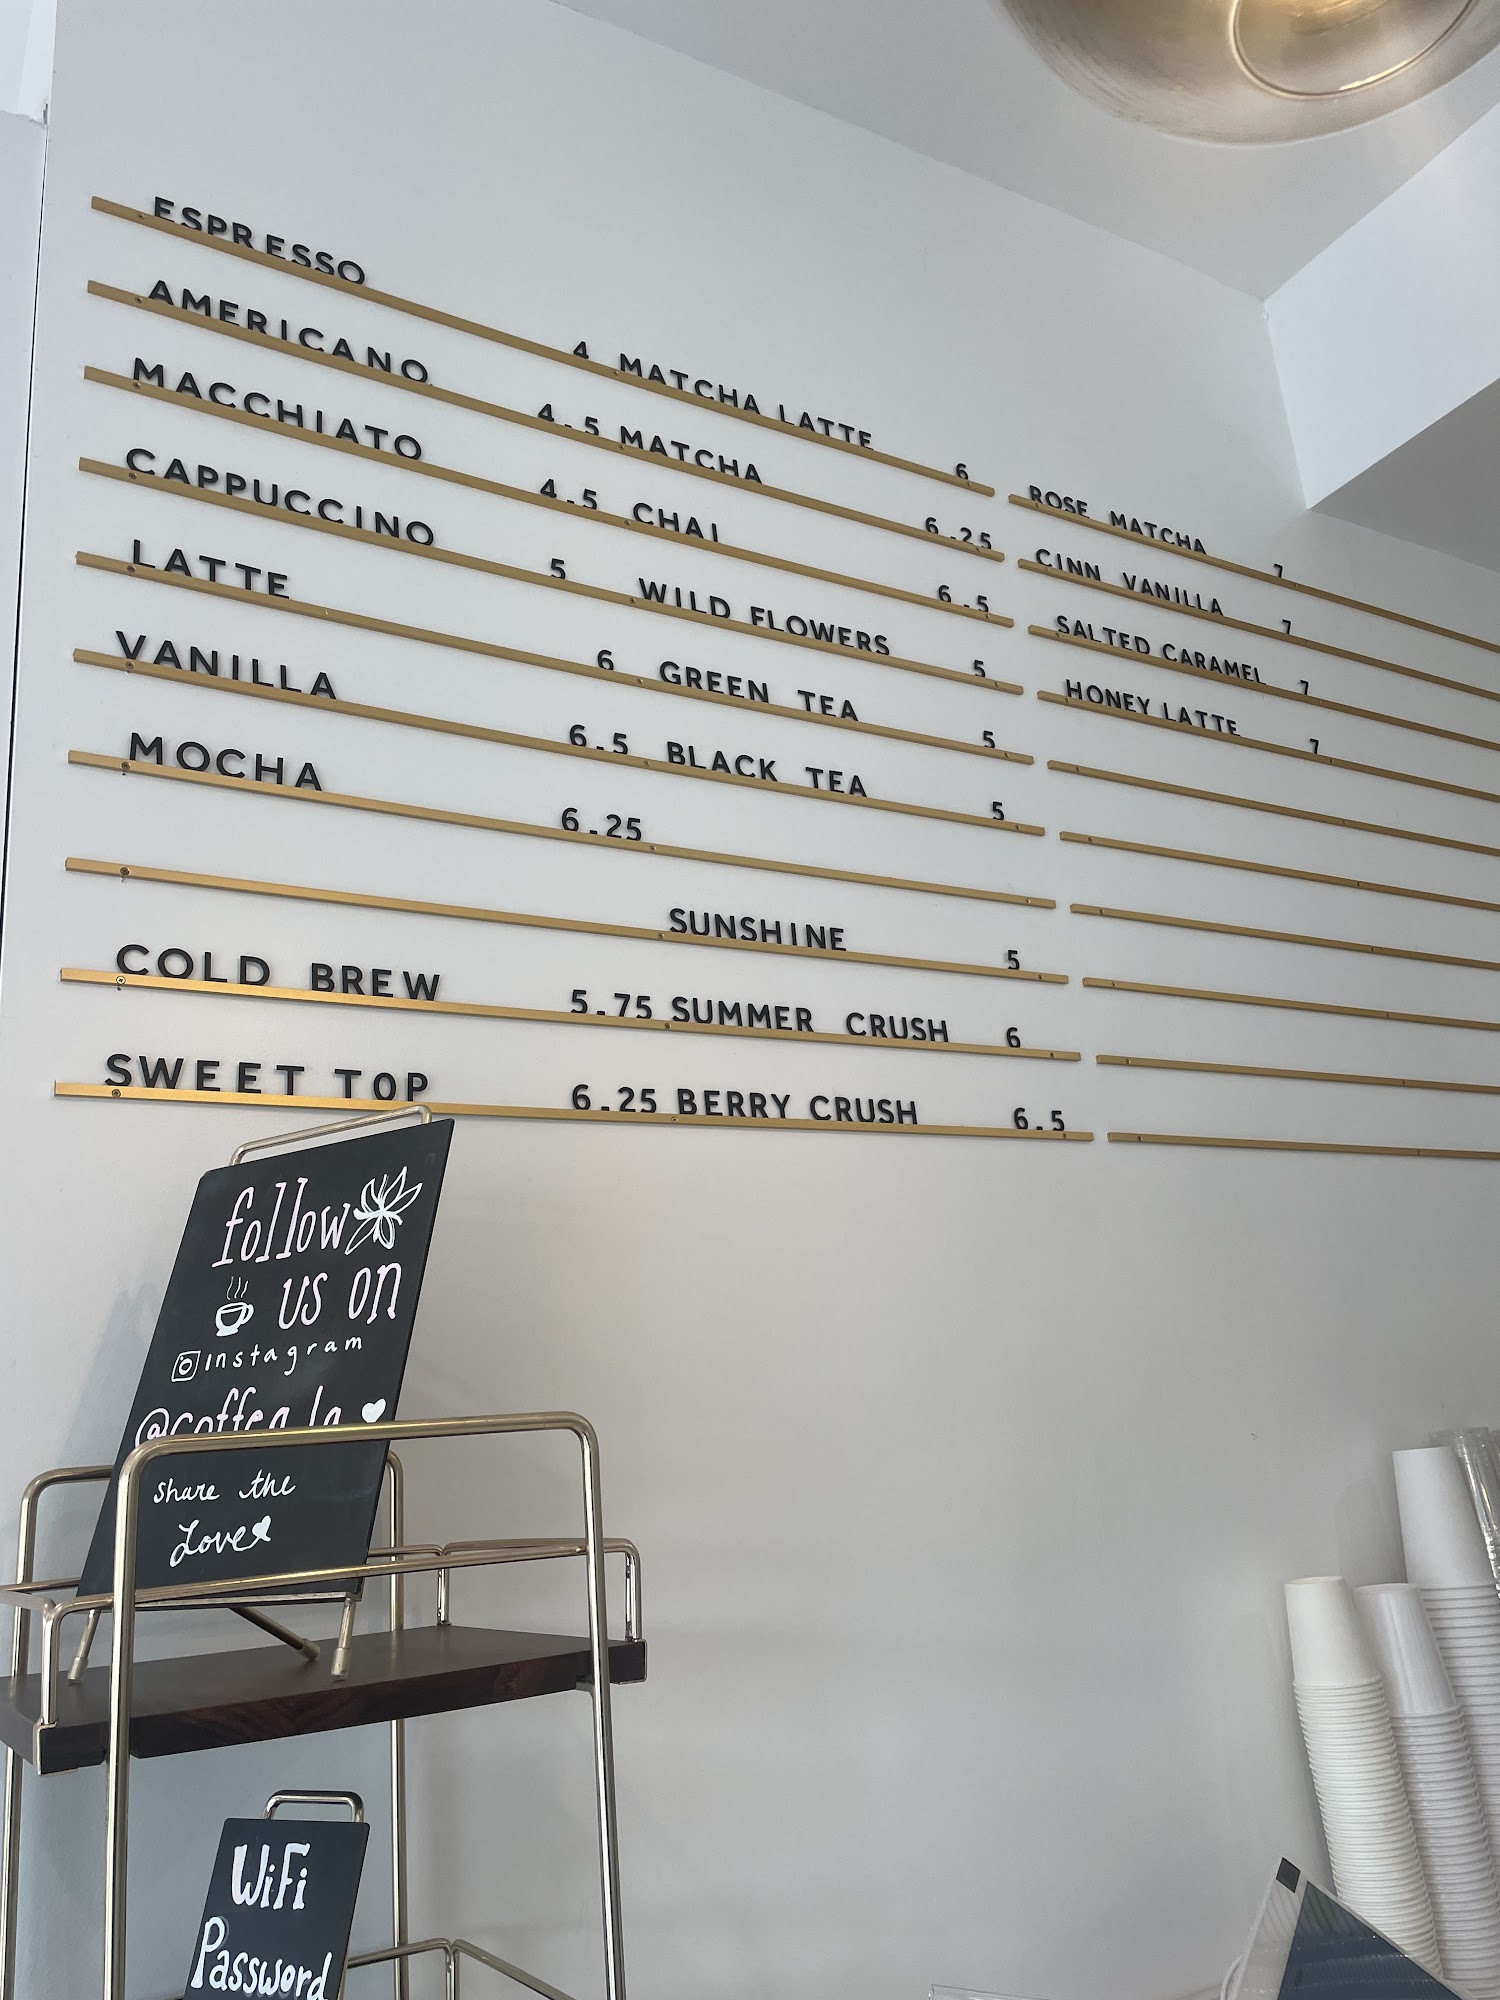 ESPRESSO 4
AMERICANO 4.5
MACCHIATO 4.5
CAPPUCCINO 5
LATTE 6
VANILLA 6.5
MOCHA 6.25
COLD BREW 5.75
SWEET TOP 6.25
MATCHA LATTE 6
MATCHA 6.25
CHAI 6.5
WILD FLOWERS 5
GREEN TEA 5
BLACK TEA 5
SUNSHINE 5
SUMMER CRUSH 6
BERRY CRUSH 6.5
ROSE MATCHA 7
CINN VANILLA 7
SALTED CARAMEL 7
HONEY LATTE 7
follow
us on
instagram
@coffea la
share the
Love
WiFi
Password